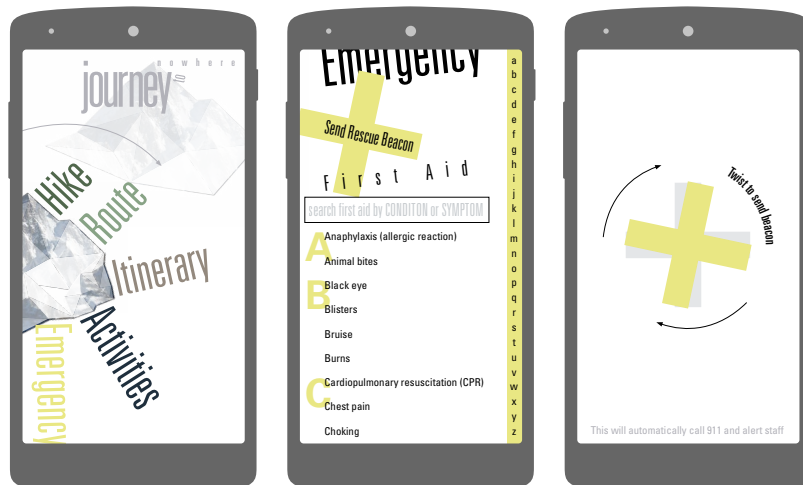 nowhere
journey
to
Hike
Route
Itinerary
Activities
Emergency
Emergency
Send Rescue Beacon
First Aid
search first aid by CONDITON or SYMPTOM
A
Anaphylaxis (allergic reaction)
Animal bites
B
Black eye
Blisters
Bruise
Burns
C
Cardiopulmonary resuscitation (CPR)
Chest pain
Choking
a
b
c
d
e
f
g
h
i
j
k
l
m
n
o
p
q
r
s
t
u
v
w
x
y
z
Twist to send beacon
This will automatically call 911 and alert staff